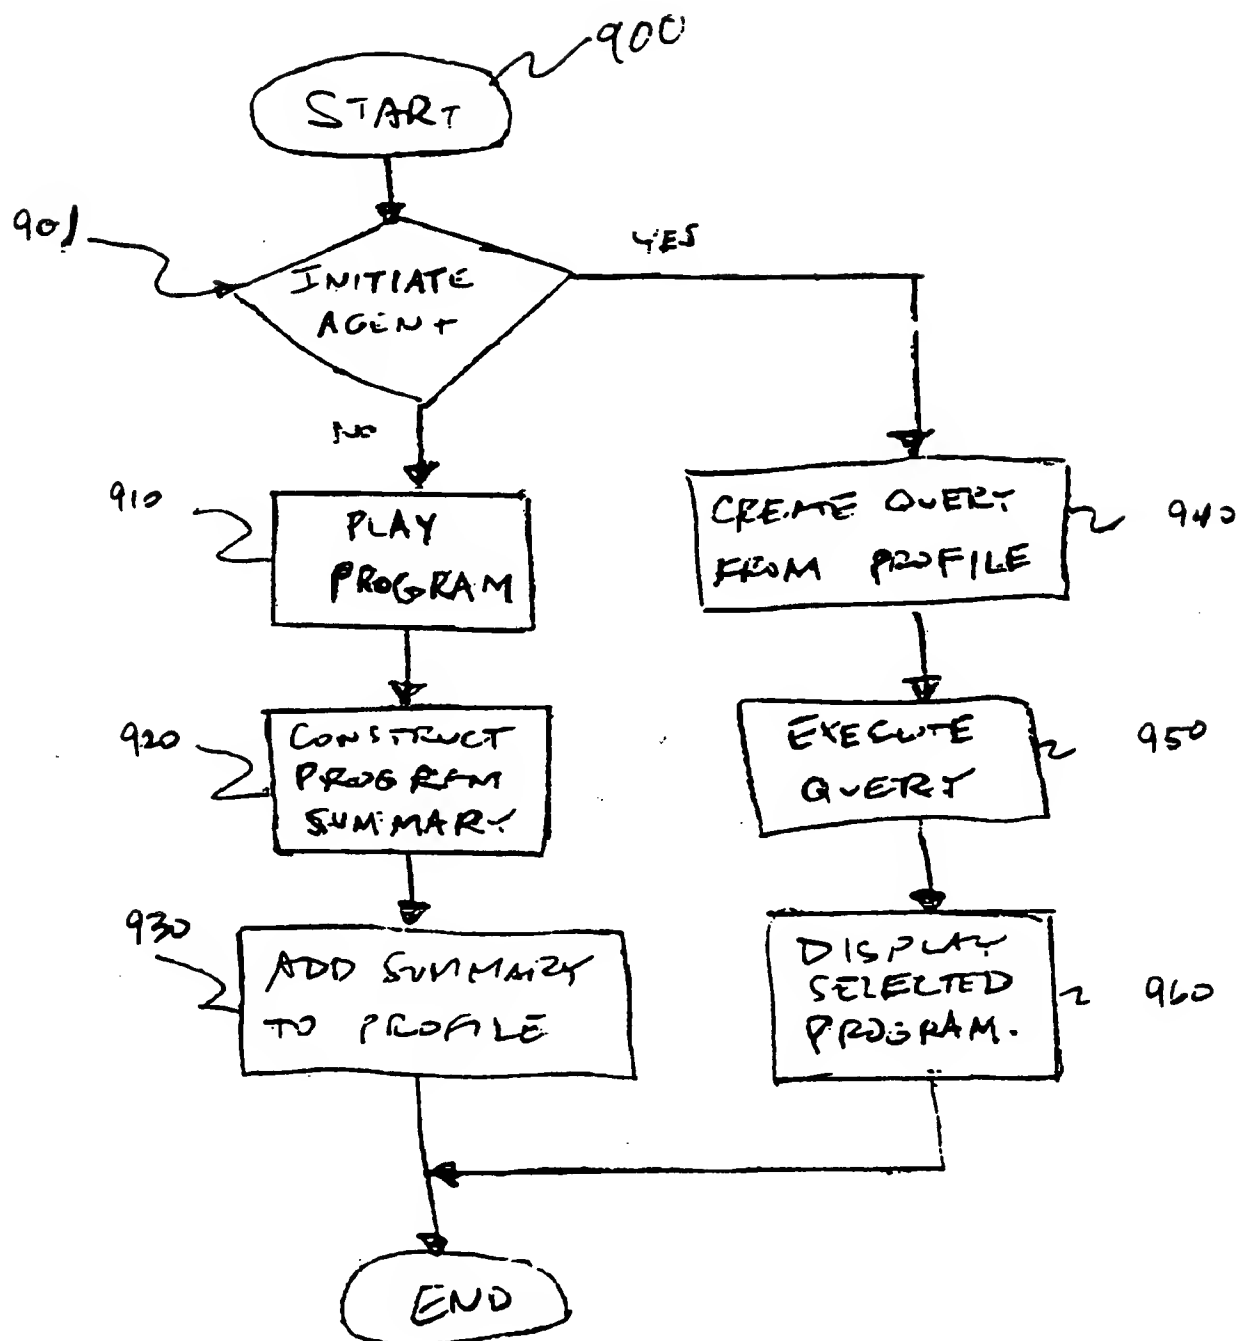 900
START
901
INITIATE
AGENT
YES
NO
910
PLAY
PROGRAM
CREATE QUERY
FROM PROFILE
940
920
CONSTRUCT
PROGRAM
SUMMARY
EXECUTE
QUERY
950
930
ADD SUMMARY
TO PROFILE
DISPLAY
SELECTED
PROGRAM.
960
END